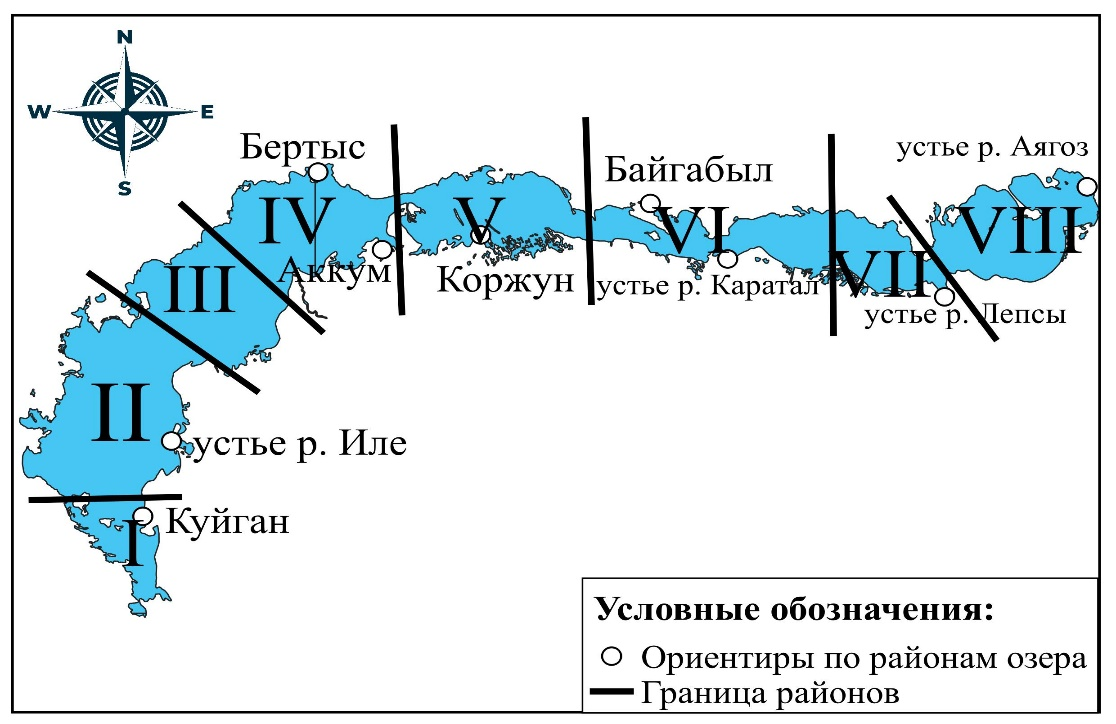 N
W
E
S
Бертыс
устье р. Аягоз
Байгабыл
IV
V
VI
VIII
III
Аккум
Коржун
устье р. Каратал
VII
устье р. Лепсы
II
устье р. Иле
Куйган
I
Условные обозначения:
Ориентиры по районам озера
Граница районов